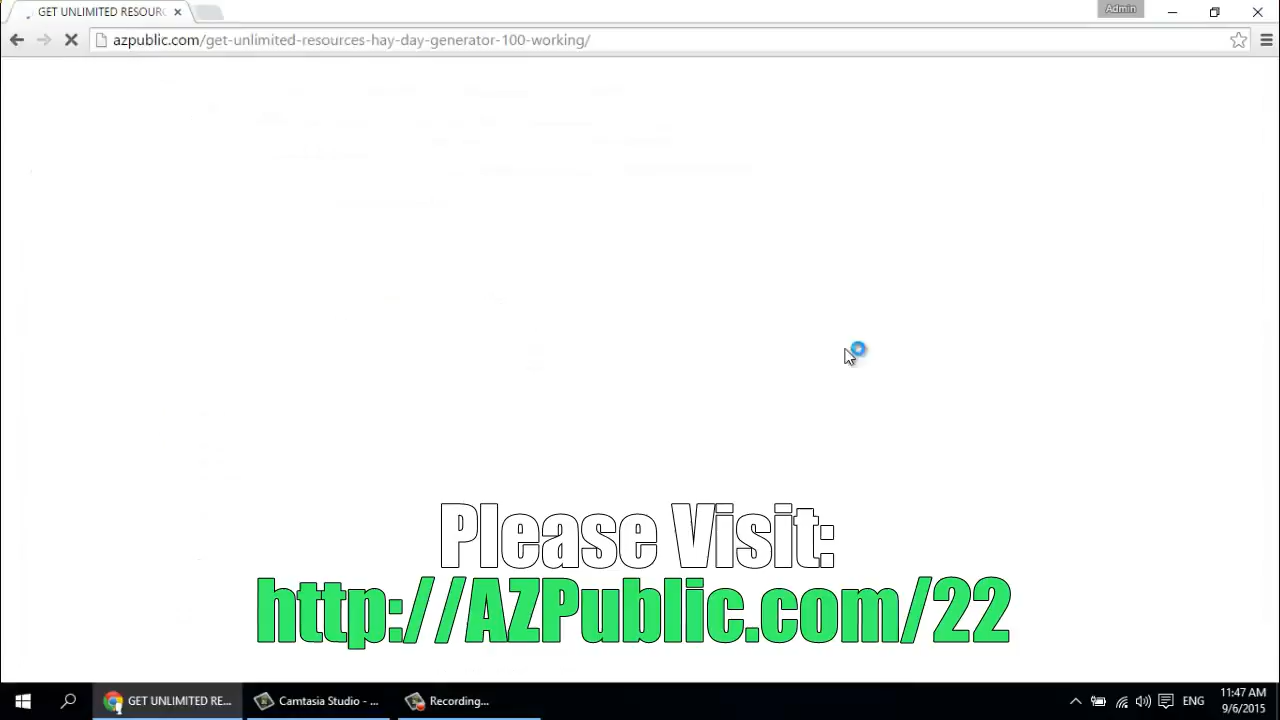 GET UNLIMITED RESOURC
Admin
azpublic.com/get-unlimited-resources-hay-day-generator-100-working/
Please Visit:
http://AZPublic.com/22
GET UNLIMITED RE...
Camtasia Studio - ...
Recording...
ENG
11:47 AM
9/6/2015